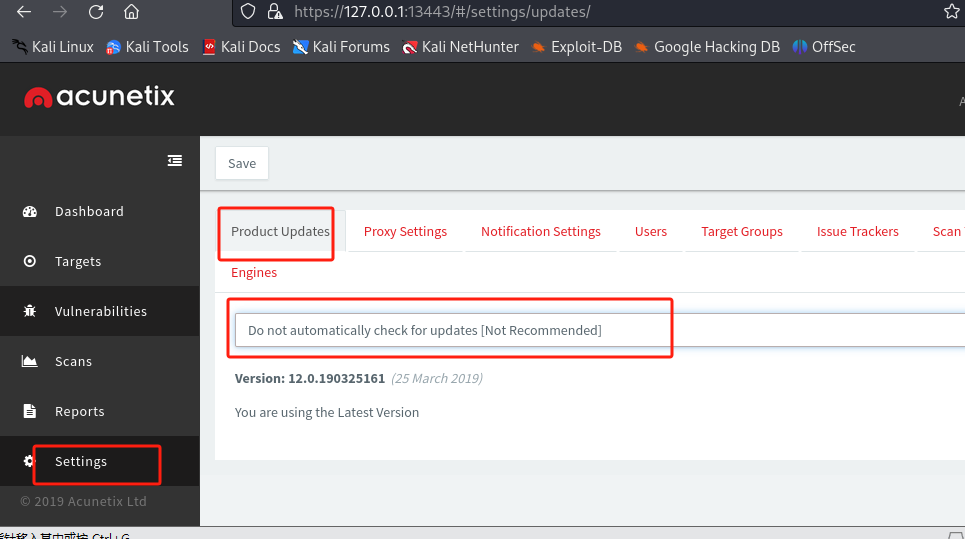 https://127.0.0.1:13443/#/settings/updates/
Kali Linux Kali Tools Kali Docs Kali Forums Kali NetHunter Exploit-DB Google Hacking DB OffSec
acunetix
Save
Dashboard
Product Updates Proxy Settings Notification Settings Users Target Groups Issue Trackers Scan
Targets
Engines
Vulnerabilities
Do not automatically check for updates [Not Recommended]
Scans
Version: 12.0.190325161 (25 March 2019)
Reports
You are using the Latest Version
Settings
© 2019 Acunetix Ltd
Ctrl+G